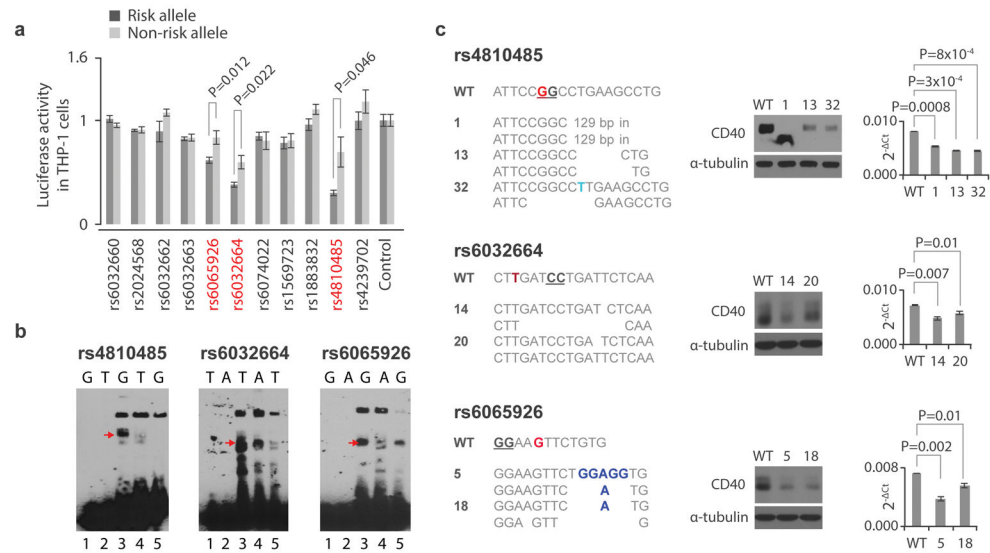 Risk allele
Non-risk allele
a
1.6
1
0
Luciferase activity
in THP-1 cells
P=0.012
P=0.022
P=0.046
rs6032660
rs2024568
rs6032662
rs6032663
rs6065926
rs6032664
rs6074022
rs1569723
rs1883832
rs4810485
rs4239702
Control
b
rs4810485
G T G T G
1 2 3 4 5
rs6032664
T A T A T
1 2 3 4 5
rs6065926
G A G A G
1 2 3 4 5
c
rs4810485
WT ATTCCGGCCTGAAGCCTG
1 ATTCCGGC 129 bp in
ATTCCGGC 129 bp in
13 ATTCCGGCC CTG
ATTCCGGCC TG
32 ATTCCGGCCTTGAAGCCTG
ATTC GAAGCCTG
WT 1 13 32
CD40
α-tubulin
P=8x10-4
P=3x10-4
P=0.0008
0.010
0.000
2-ΔCt
WT 1 13 32
rs6032664
WT CTTGATCCTGATTCTCAA
14 CTTGATCCTGAT CTCAA
CTT CAA
20 CTTGATCCTGA TCTCAA
CTTGATCCTGATTCTCAA
WT 14 20
CD40
α-tubulin
P=0.01
P=0.007
0.010
0.000
2-ΔCt
WT 14 20
rs6065926
WT GGAAGTTCTGTG
5 GGAAGTTCTGGAGGTG
GGAAGTTC A TG
18 GGAAGTTC A TG
GGA GTT G
WT 5 18
CD40
α-tubulin
P=0.01
P=0.002
0.008
0.000
2-ΔCt
WT 5 18